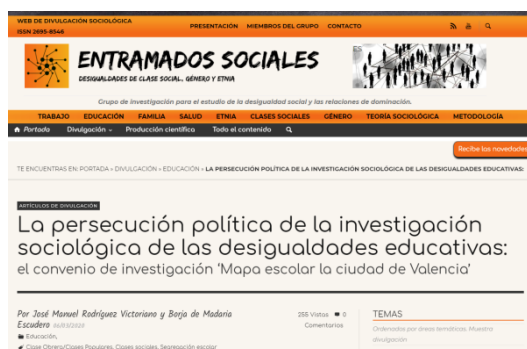 WEB DE DIVULGACIÓN SOCIOLÓGICA
ISSN 2695-8546
PRESENTACIÓN MIEMBROS DEL GRUPO CONTACTO
ENTRAMADOS SOCIALES
DESIGUALDADES DE CLASE SOCIAL, GÉNERO Y ETNIA
ES
Grupo de investigación para el estudio de la desigualdad social y las relaciones de dominación.
TRABAJO EDUCACIÓN FAMILIA SALUD ETNIA CLASES SOCIALES GÉNERO TEORÍA SOCIOLÓGICA METODOLOGÍA
Portada Divulgación Producción científica Todo el contenido
Recibe las novedades
TE ENCUENTRAS EN: PORTADA » DIVULGACIÓN » EDUCACIÓN » LA PERSECUCIÓN POLÍTICA DE LA INVESTIGACIÓN SOCIOLÓGICA DE LAS DESIGUALDADES EDUCATIVAS:
ARTÍCULOS DE DIVULGACIÓN
La persecución política de la investigación
sociológica de las desigualdades educativas:
el convenio de investigación ‘Mapa escolar la ciudad de Valencia’
Por José Manuel Rodríguez Victoriano y Borja de Madaria
Escudero 06/03/2020
255 Vistas 0
Comentarios
Educación,
Clase Obrera/Clases Populares, Clases sociales, Segregación escolar
TEMAS
Ordenados por áreas temáticas. Muestra
divulgación